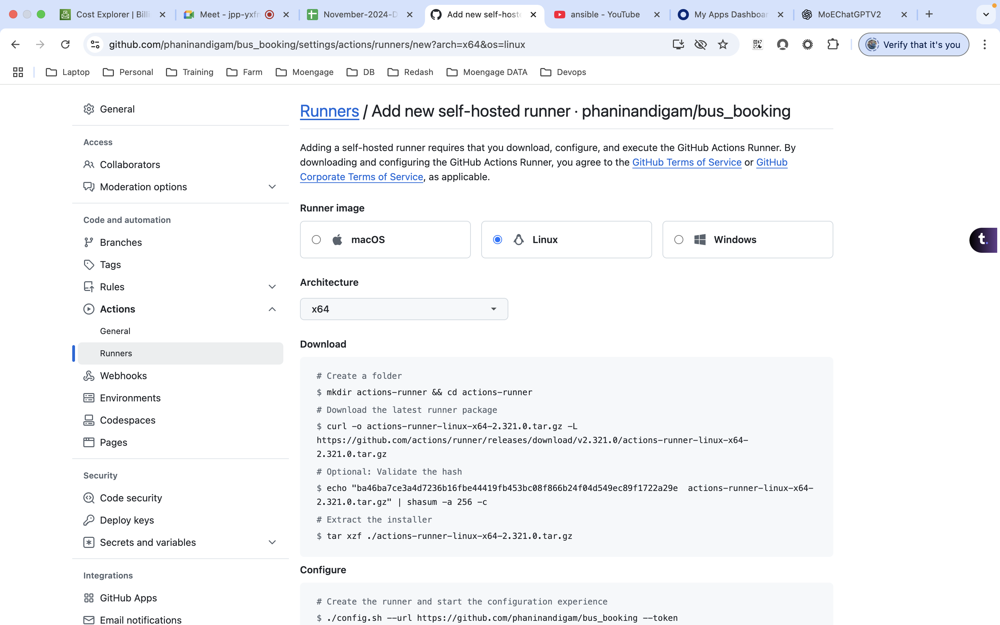 Cost Explorer | Billi
Meet - jpp-yxfn
November-2024-D
Add new self-hoste
ansible - YouTube
My Apps Dashboar
MoEChatGPTV2
github.com/phaninandigam/bus_booking/settings/actions/runners/new?arch=x64&os=linux
Verify that it's you
Laptop
Personal
Training
Farm
Moengage
DB
Redash
Moengage DATA
Devops
General
Access
Collaborators
Moderation options
Code and automation
Branches
Tags
Rules
Actions
General
Runners
Webhooks
Environments
Codespaces
Pages
Security
Code security
Deploy keys
Secrets and variables
Integrations
GitHub Apps
Email notifications
Runners / Add new self-hosted runner · phaninandigam/bus_booking
Adding a self-hosted runner requires that you download, configure, and execute the GitHub Actions Runner. By
downloading and configuring the GitHub Actions Runner, you agree to the GitHub Terms of Service or GitHub
Corporate Terms of Service, as applicable.
Runner image
macOS
Linux
Windows
Architecture
x64
Download
# Create a folder
$ mkdir actions-runner && cd actions-runner
# Download the latest runner package
$ curl -o actions-runner-linux-x64-2.321.0.tar.gz -L
https://github.com/actions/runner/releases/download/v2.321.0/actions-runner-linux-x64-
2.321.0.tar.gz
# Optional: Validate the hash
$ echo "ba46ba7ce3a4d7236b16fbe44419fb453bc08f866b24f04d549ec89f1722a29e  actions-runner-linux-x64-
2.321.0.tar.gz" | shasum -a 256 -c
# Extract the installer
$ tar xzf ./actions-runner-linux-x64-2.321.0.tar.gz
Configure
# Create the runner and start the configuration experience
$ ./config.sh --url https://github.com/phaninandigam/bus_booking --token
t.